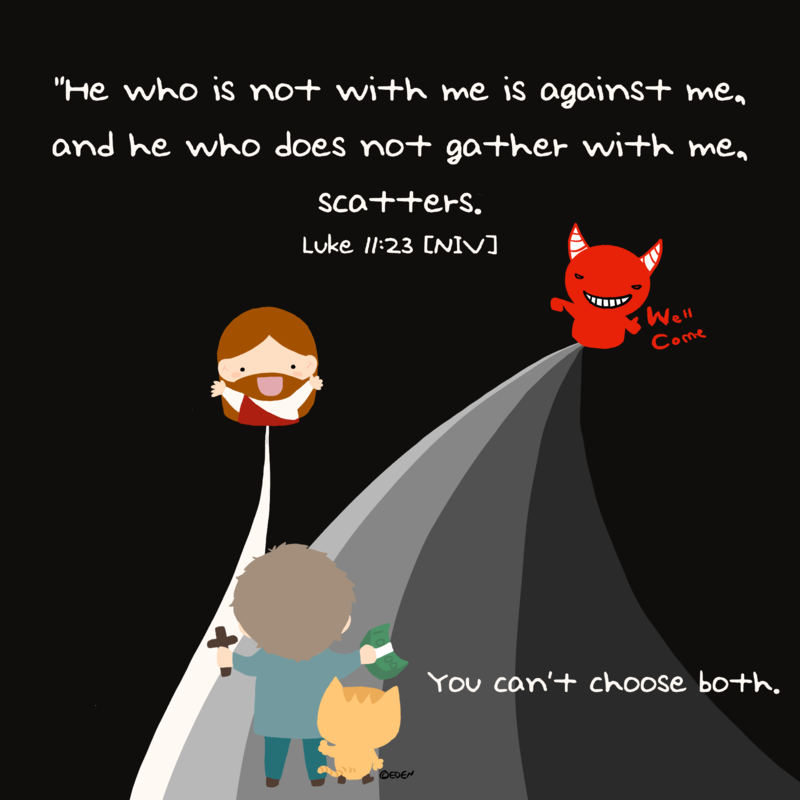 "He who is not with me is against me,
and he who does not gather with me,
scatters.
Luke 11:23 [NIV]
Well
Come
You can't choose both.
©EDEN